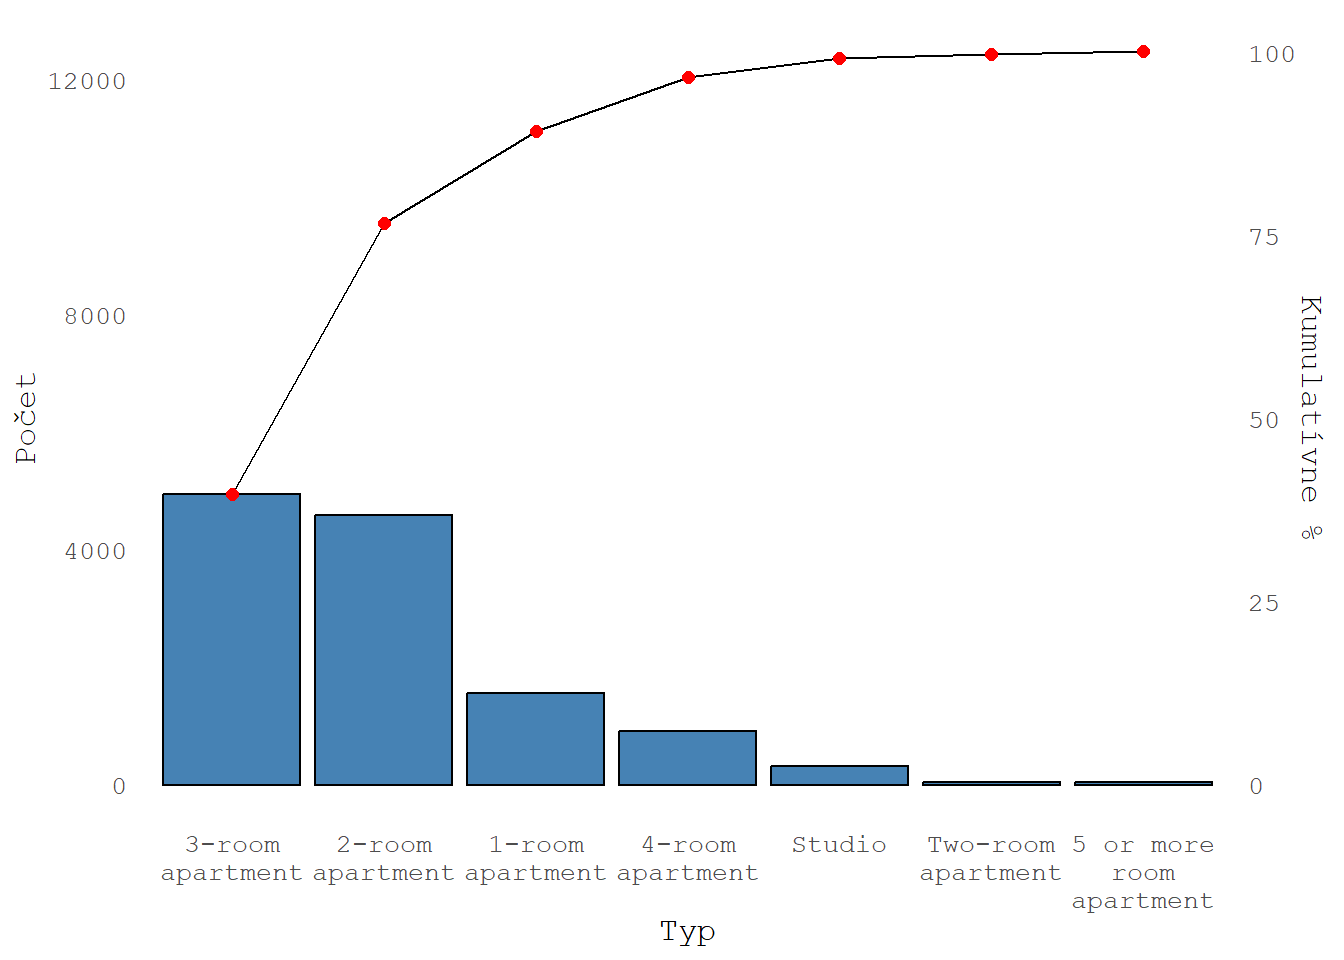 12000
8000
4000
0
Počet
100
75
50
25
0
Kumulatívne %
3-room
apartment
2-room
apartment
1-room
apartment
4-room
apartment
Studio
Two-room
apartment
5 or more
room
apartment
Typ